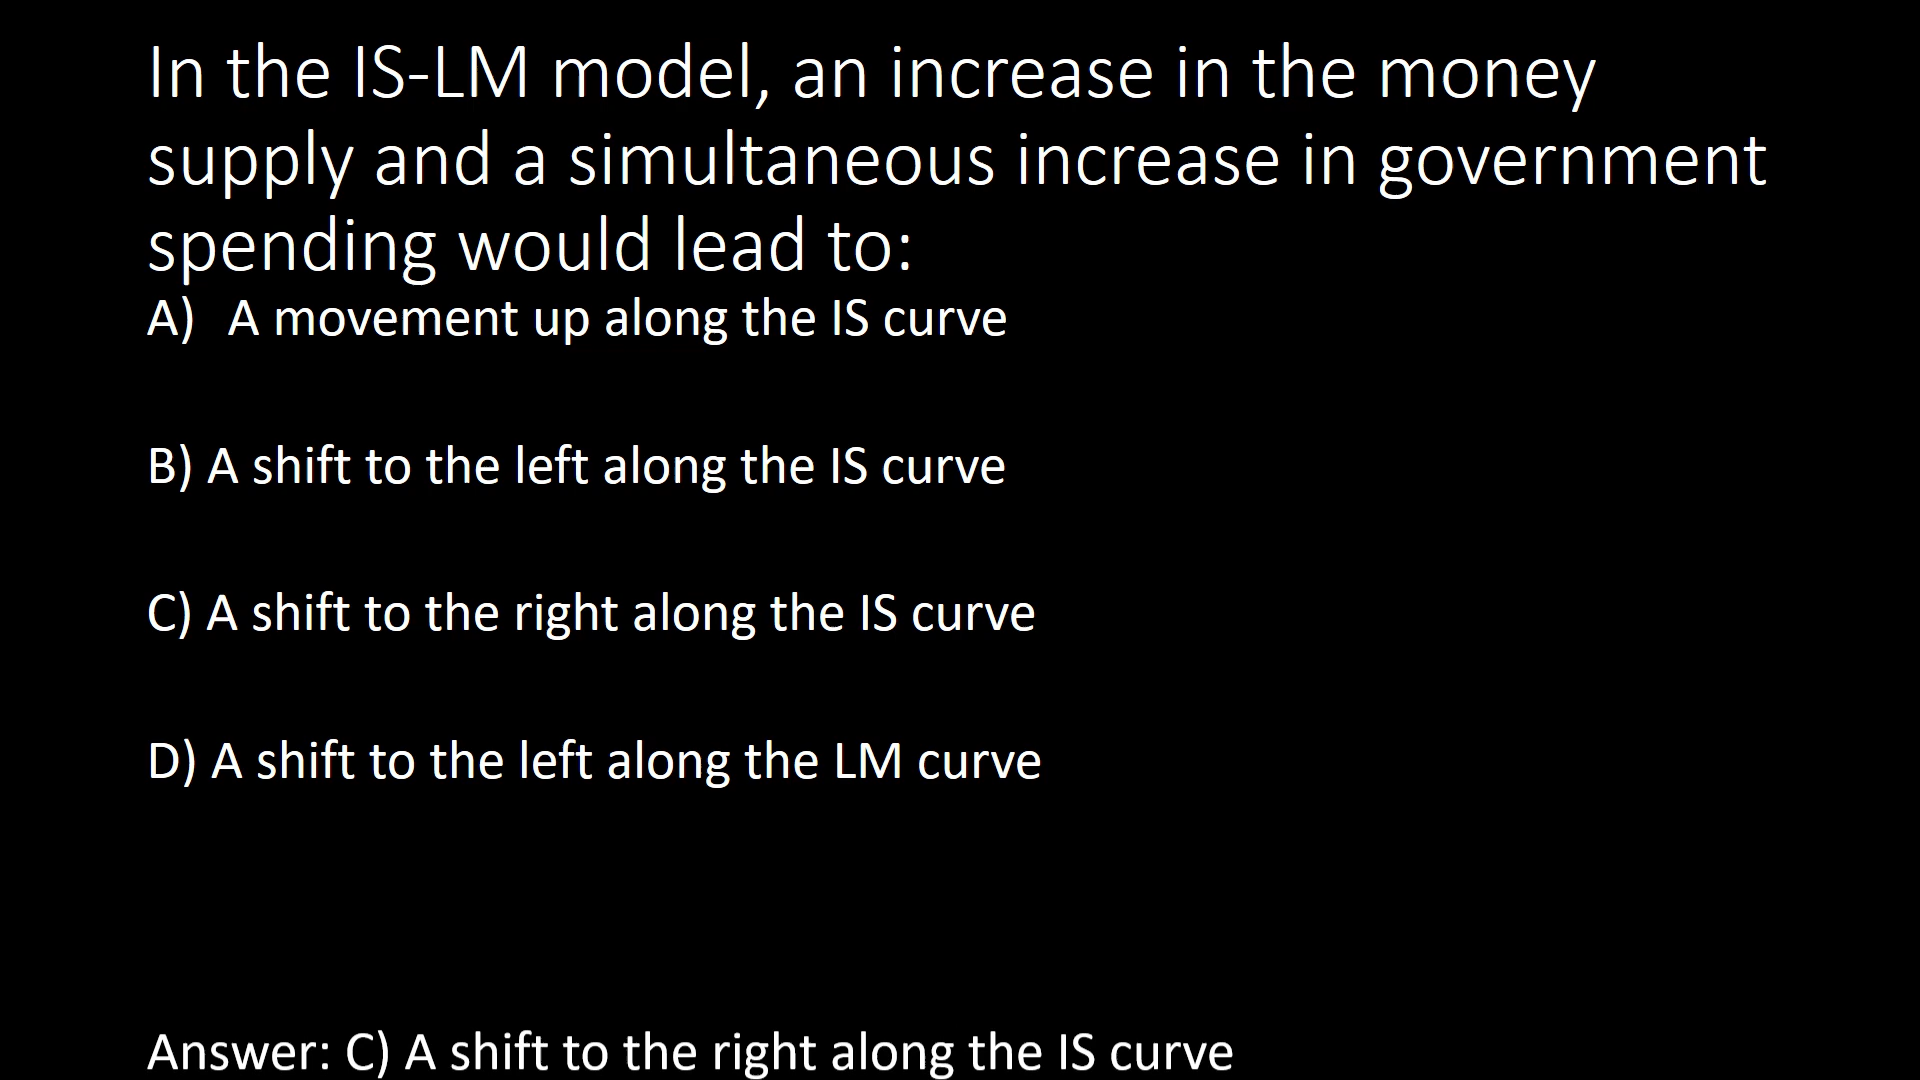 In the IS-LM model, an increase in the money
supply and a simultaneous increase in government
spending would lead to:
A) A movement up along the IS curve
B) A shift to the left along the IS curve
C) A shift to the right along the IS curve
D) A shift to the left along the LM curve
Answer: C) A shift to the right along the IS curve